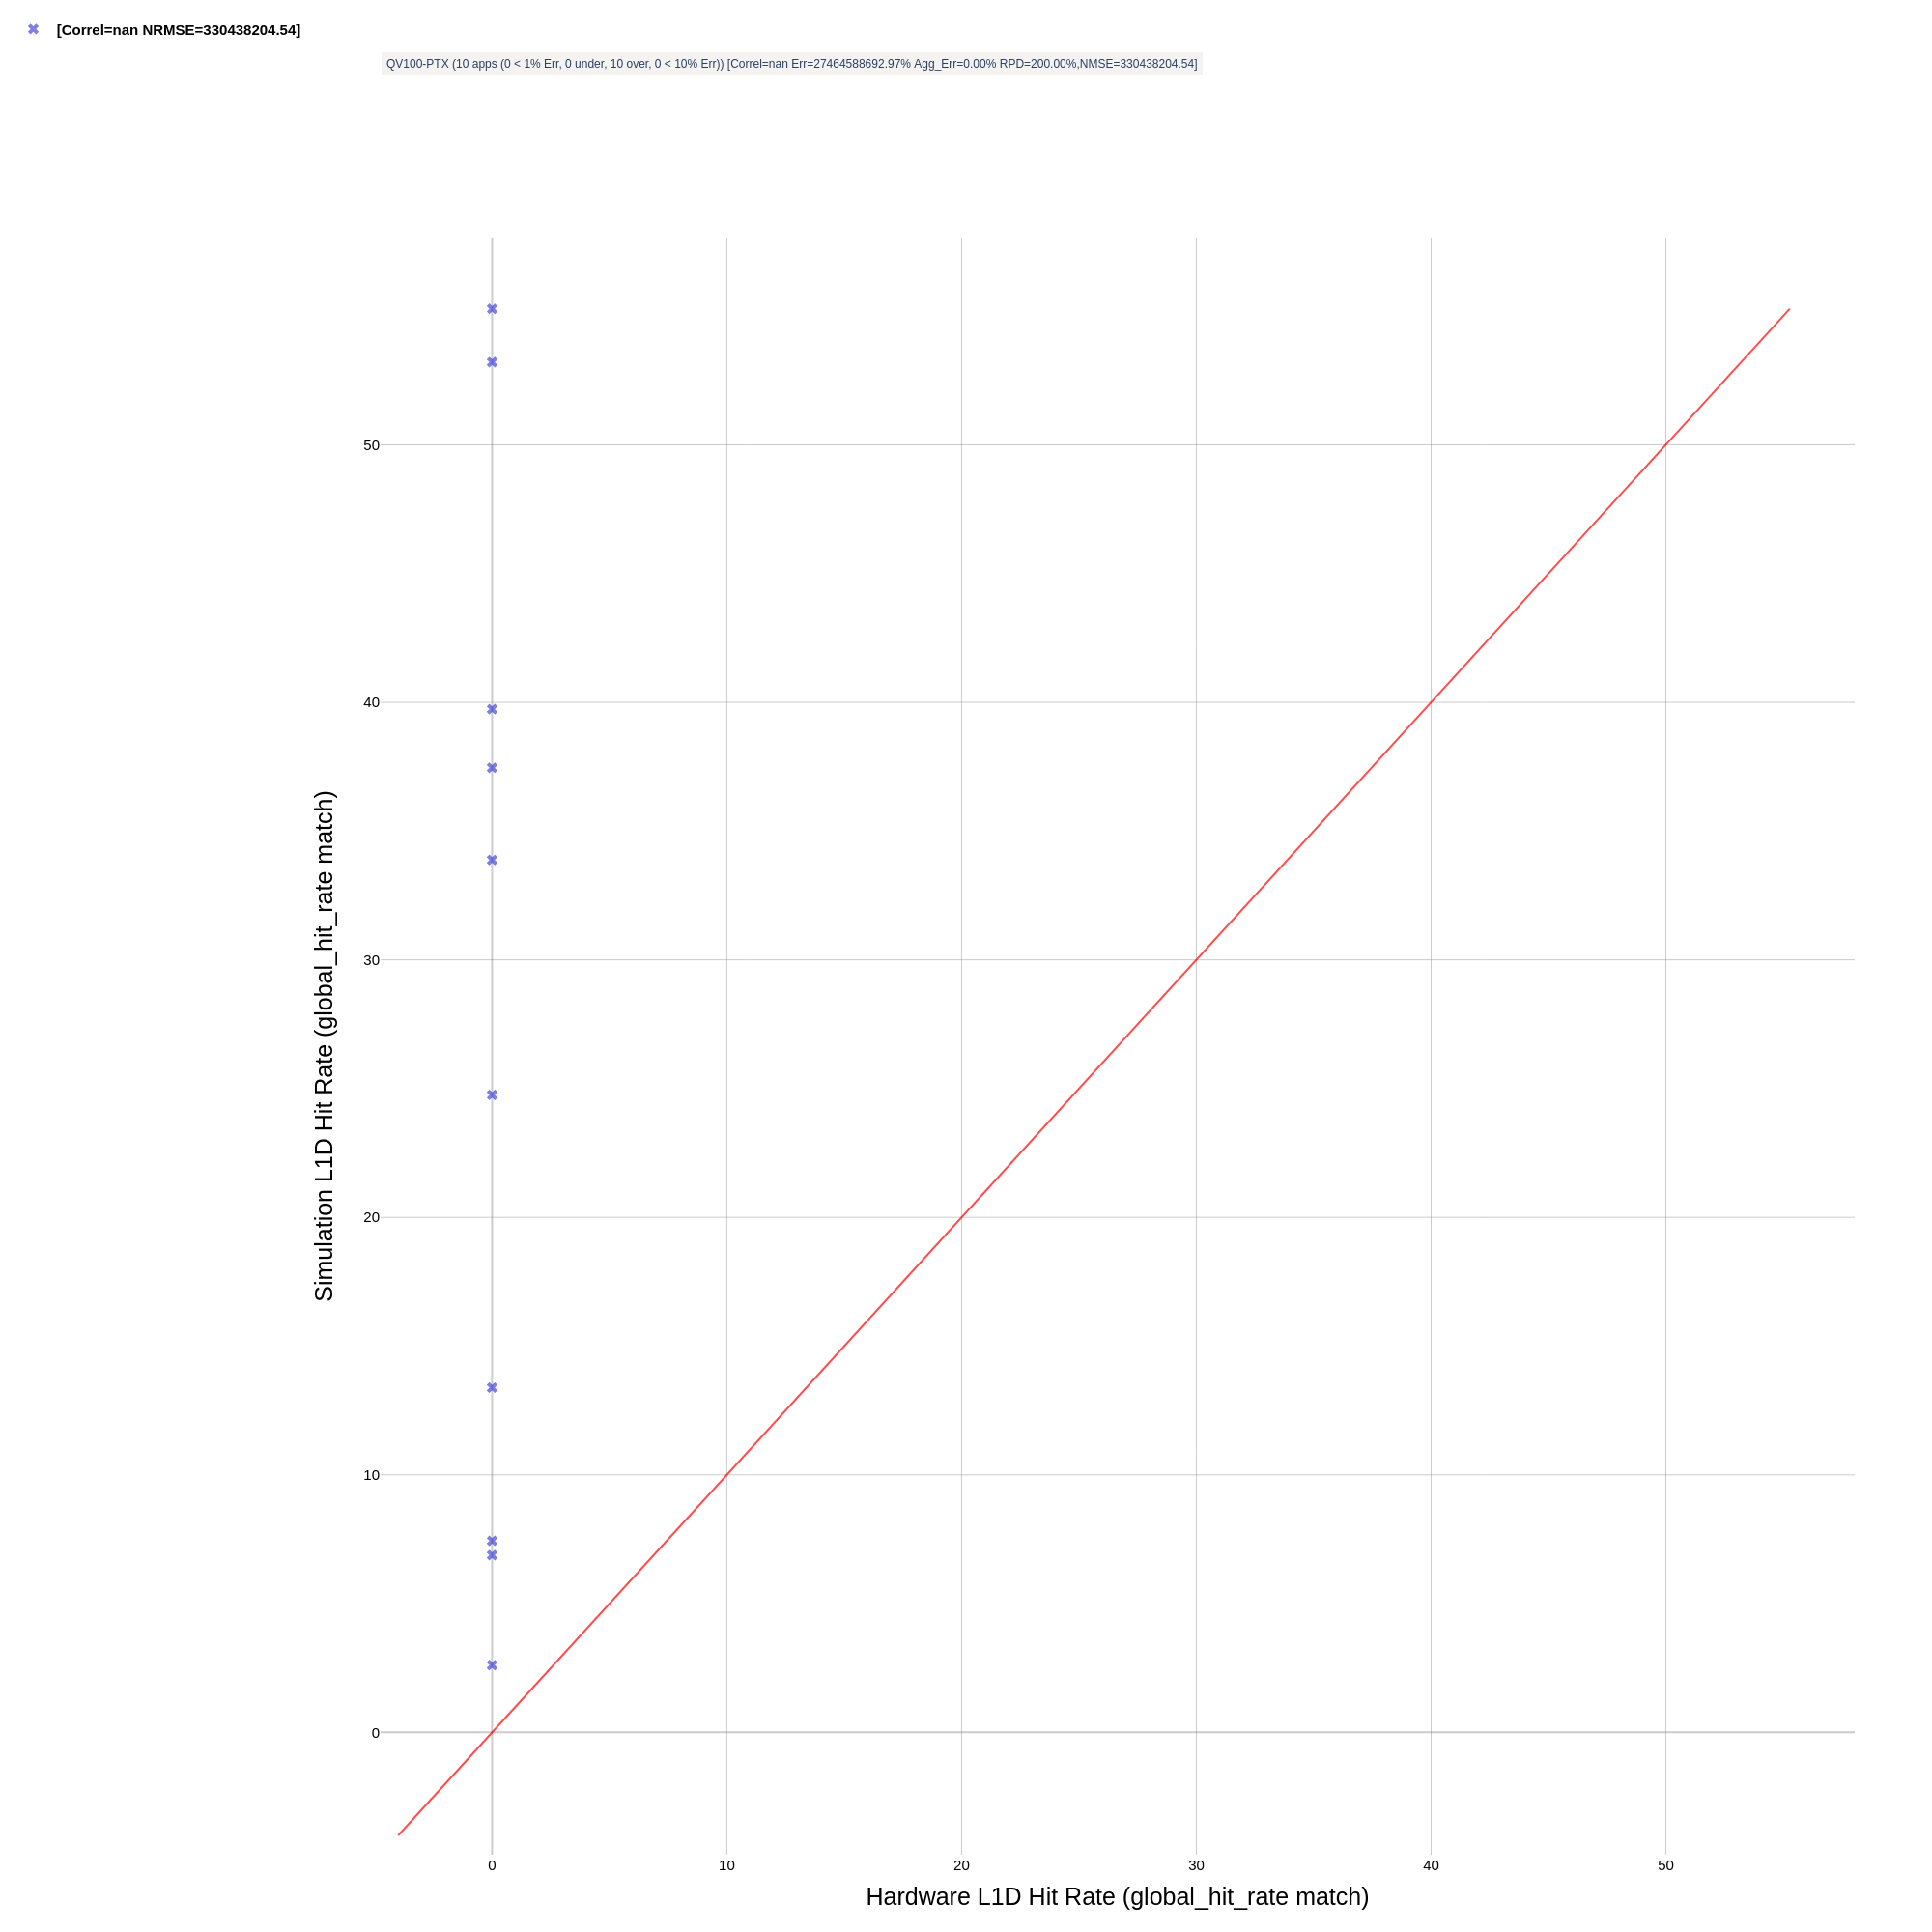 [Correl=nan NRMSE=330438204.54]
QV100-PTX (10 apps (0 < 1% Err, 0 under, 10 over, 0 < 10% Err)) [Correl=nan Err=27464588692.97% Agg_Err=0.00% RPD=200.00%,NMSE=330438204.54]
50
40
30
20
10
0
Simulation L1D Hit Rate (global_hit_rate match)
0 10 20 30 40 50
Hardware L1D Hit Rate (global_hit_rate match)